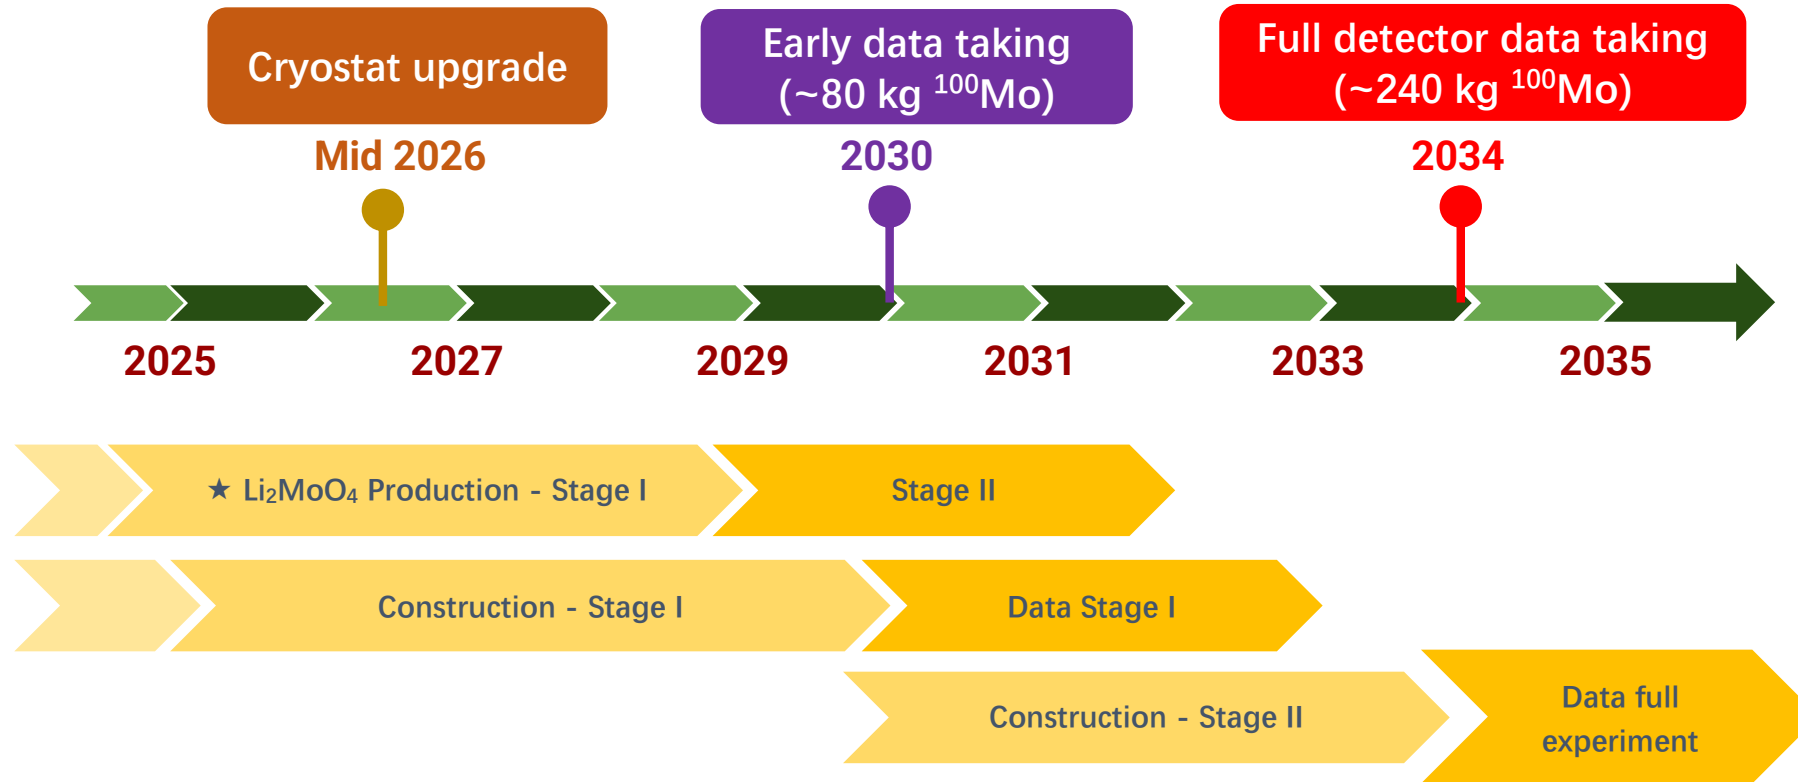 Cryostat upgrade
Mid 2026
Early data taking
(~80 kg ¹⁰⁰Mo)
2030
Full detector data taking
(~240 kg ¹⁰⁰Mo)
2034
2025
2027
2029
2031
2033
2035
★ Li₂MoO₄ Production - Stage I
Stage II
Construction - Stage I
Data Stage I
Construction - Stage II
Data full
experiment